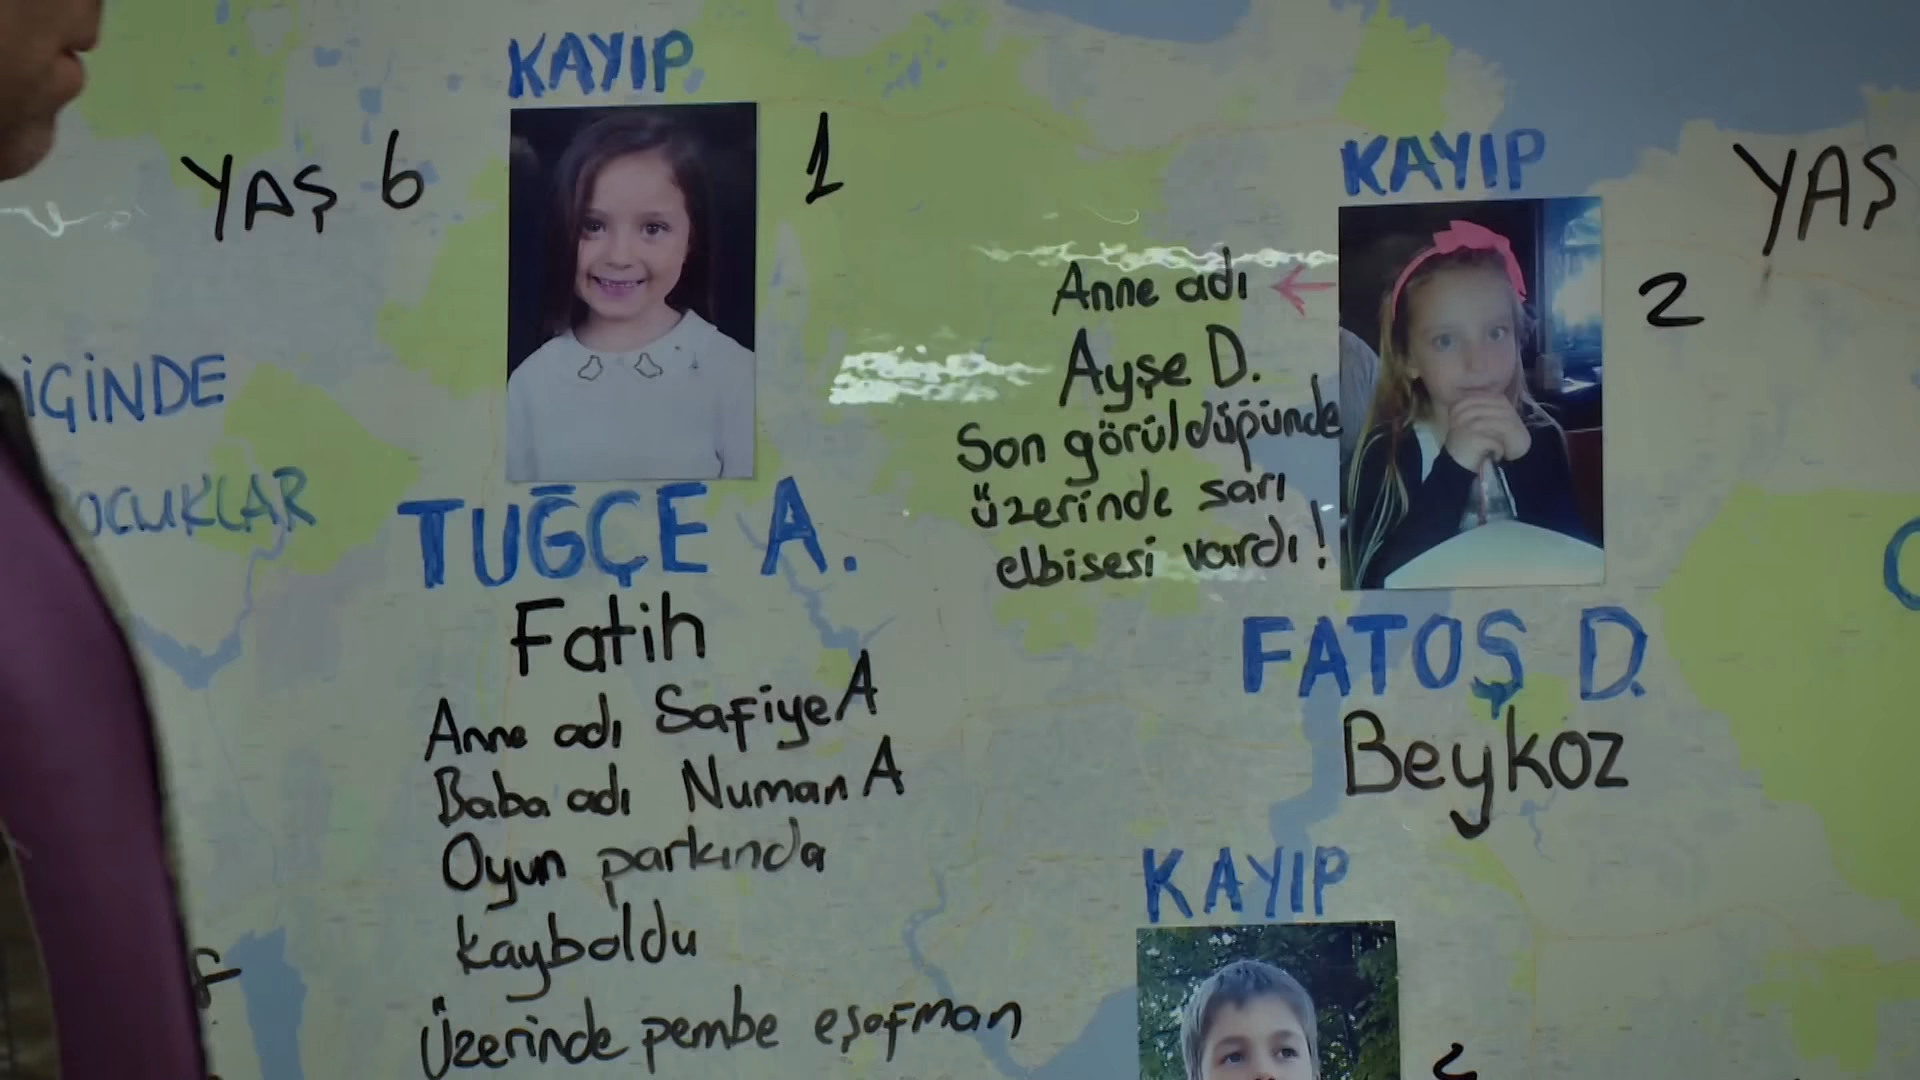 KAYIP
YAŞ 6
1
İGİNDE
OCUKLAR
TUĞÇE A.
Fatih
Anne adı Safiye A
Baba adı Numan A
Oyun parkında
kayboldu
Üzerinde pembe eşofman
KAYIP
YAŞ
2
Anne adı
Ayşe D.
Son görüldüğünde
üzerinde sarı
elbisesi vardı!
FATOŞ D.
Beykoz
KAYIP